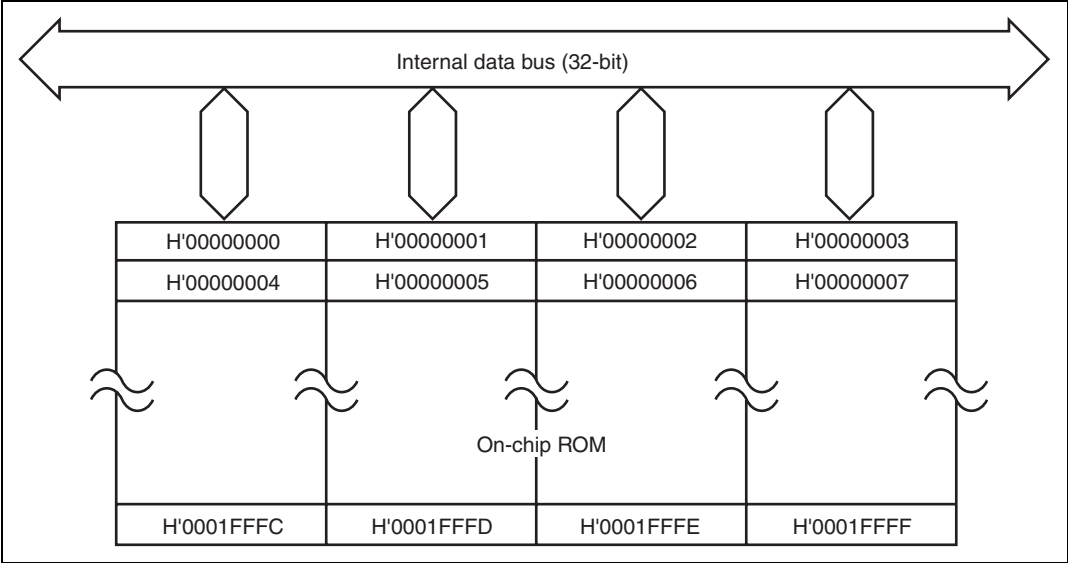 Internal data bus (32-bit)
H'00000000 H'00000001 H'00000002 H'00000003
H'00000004 H'00000005 H'00000006 H'00000007
On-chip ROM
H'0001FFFC H'0001FFFD H'0001FFFE H'0001FFFF